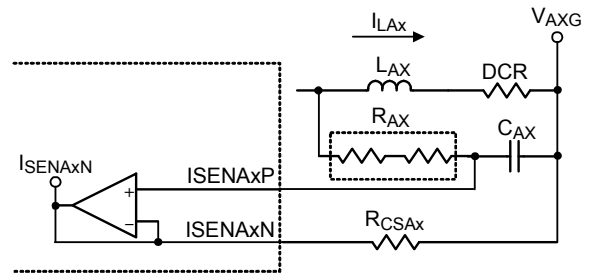 I_LAx
V_AXG
L_AX
DCR
R_AX
C_AX
I_SENAxN
ISENAxP
+
−
ISENAxN
R_CSAx